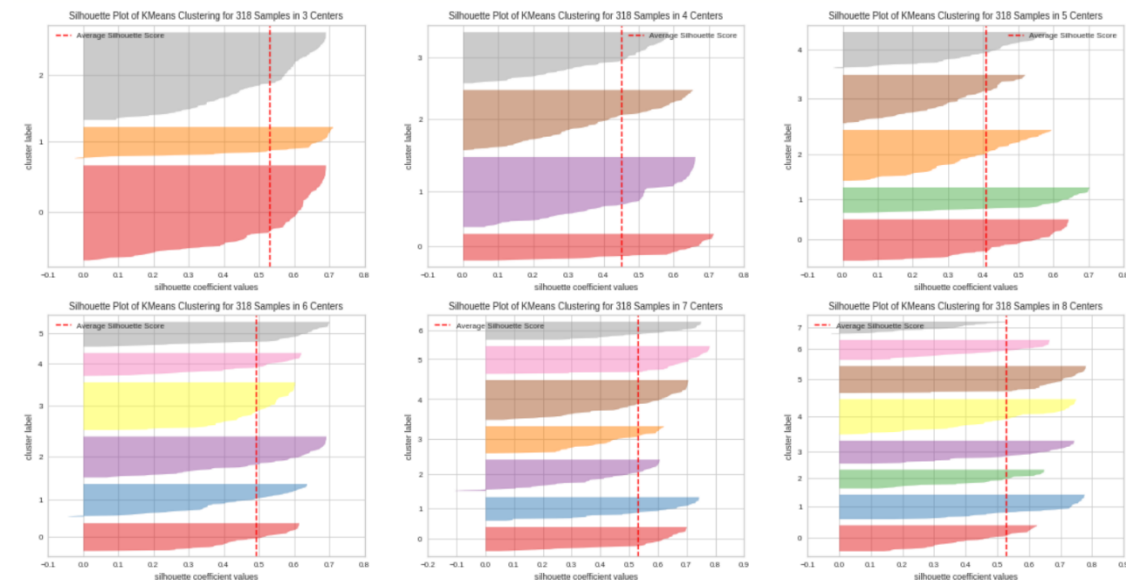 Silhouette Plot of KMeans Clustering for 318 Samples in 3 Centers
Average Silhouette Score
cluster label
2
1
0
−0.1 0.0 0.1 0.2 0.3 0.4 0.5 0.6 0.7 0.8
silhouette coefficient values
Silhouette Plot of KMeans Clustering for 318 Samples in 4 Centers
Average Silhouette Score
cluster label
3
2
1
0
−0.1 0.0 0.1 0.2 0.3 0.4 0.5 0.6 0.7 0.8
silhouette coefficient values
Silhouette Plot of KMeans Clustering for 318 Samples in 5 Centers
Average Silhouette Score
cluster label
4
3
2
1
0
−0.1 0.0 0.1 0.2 0.3 0.4 0.5 0.6 0.7 0.8
silhouette coefficient values
Silhouette Plot of KMeans Clustering for 318 Samples in 6 Centers
Average Silhouette Score
cluster label
5
4
3
2
1
0
−0.1 0.0 0.1 0.2 0.3 0.4 0.5 0.6 0.7 0.8
silhouette coefficient values
Silhouette Plot of KMeans Clustering for 318 Samples in 7 Centers
Average Silhouette Score
cluster label
6
5
4
3
2
1
0
−0.2 −0.1 0.0 0.1 0.2 0.3 0.4 0.5 0.6 0.7 0.8 0.9
silhouette coefficient values
Silhouette Plot of KMeans Clustering for 318 Samples in 8 Centers
Average Silhouette Score
cluster label
7
6
5
4
3
2
1
0
−0.1 0.0 0.1 0.2 0.3 0.4 0.5 0.6 0.7 0.8 0.9
silhouette coefficient values